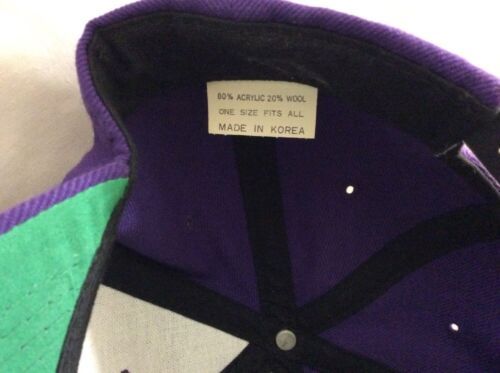 80% ACRYLIC 20% WOOL
ONE SIZE FITS ALL
MADE IN KOREA